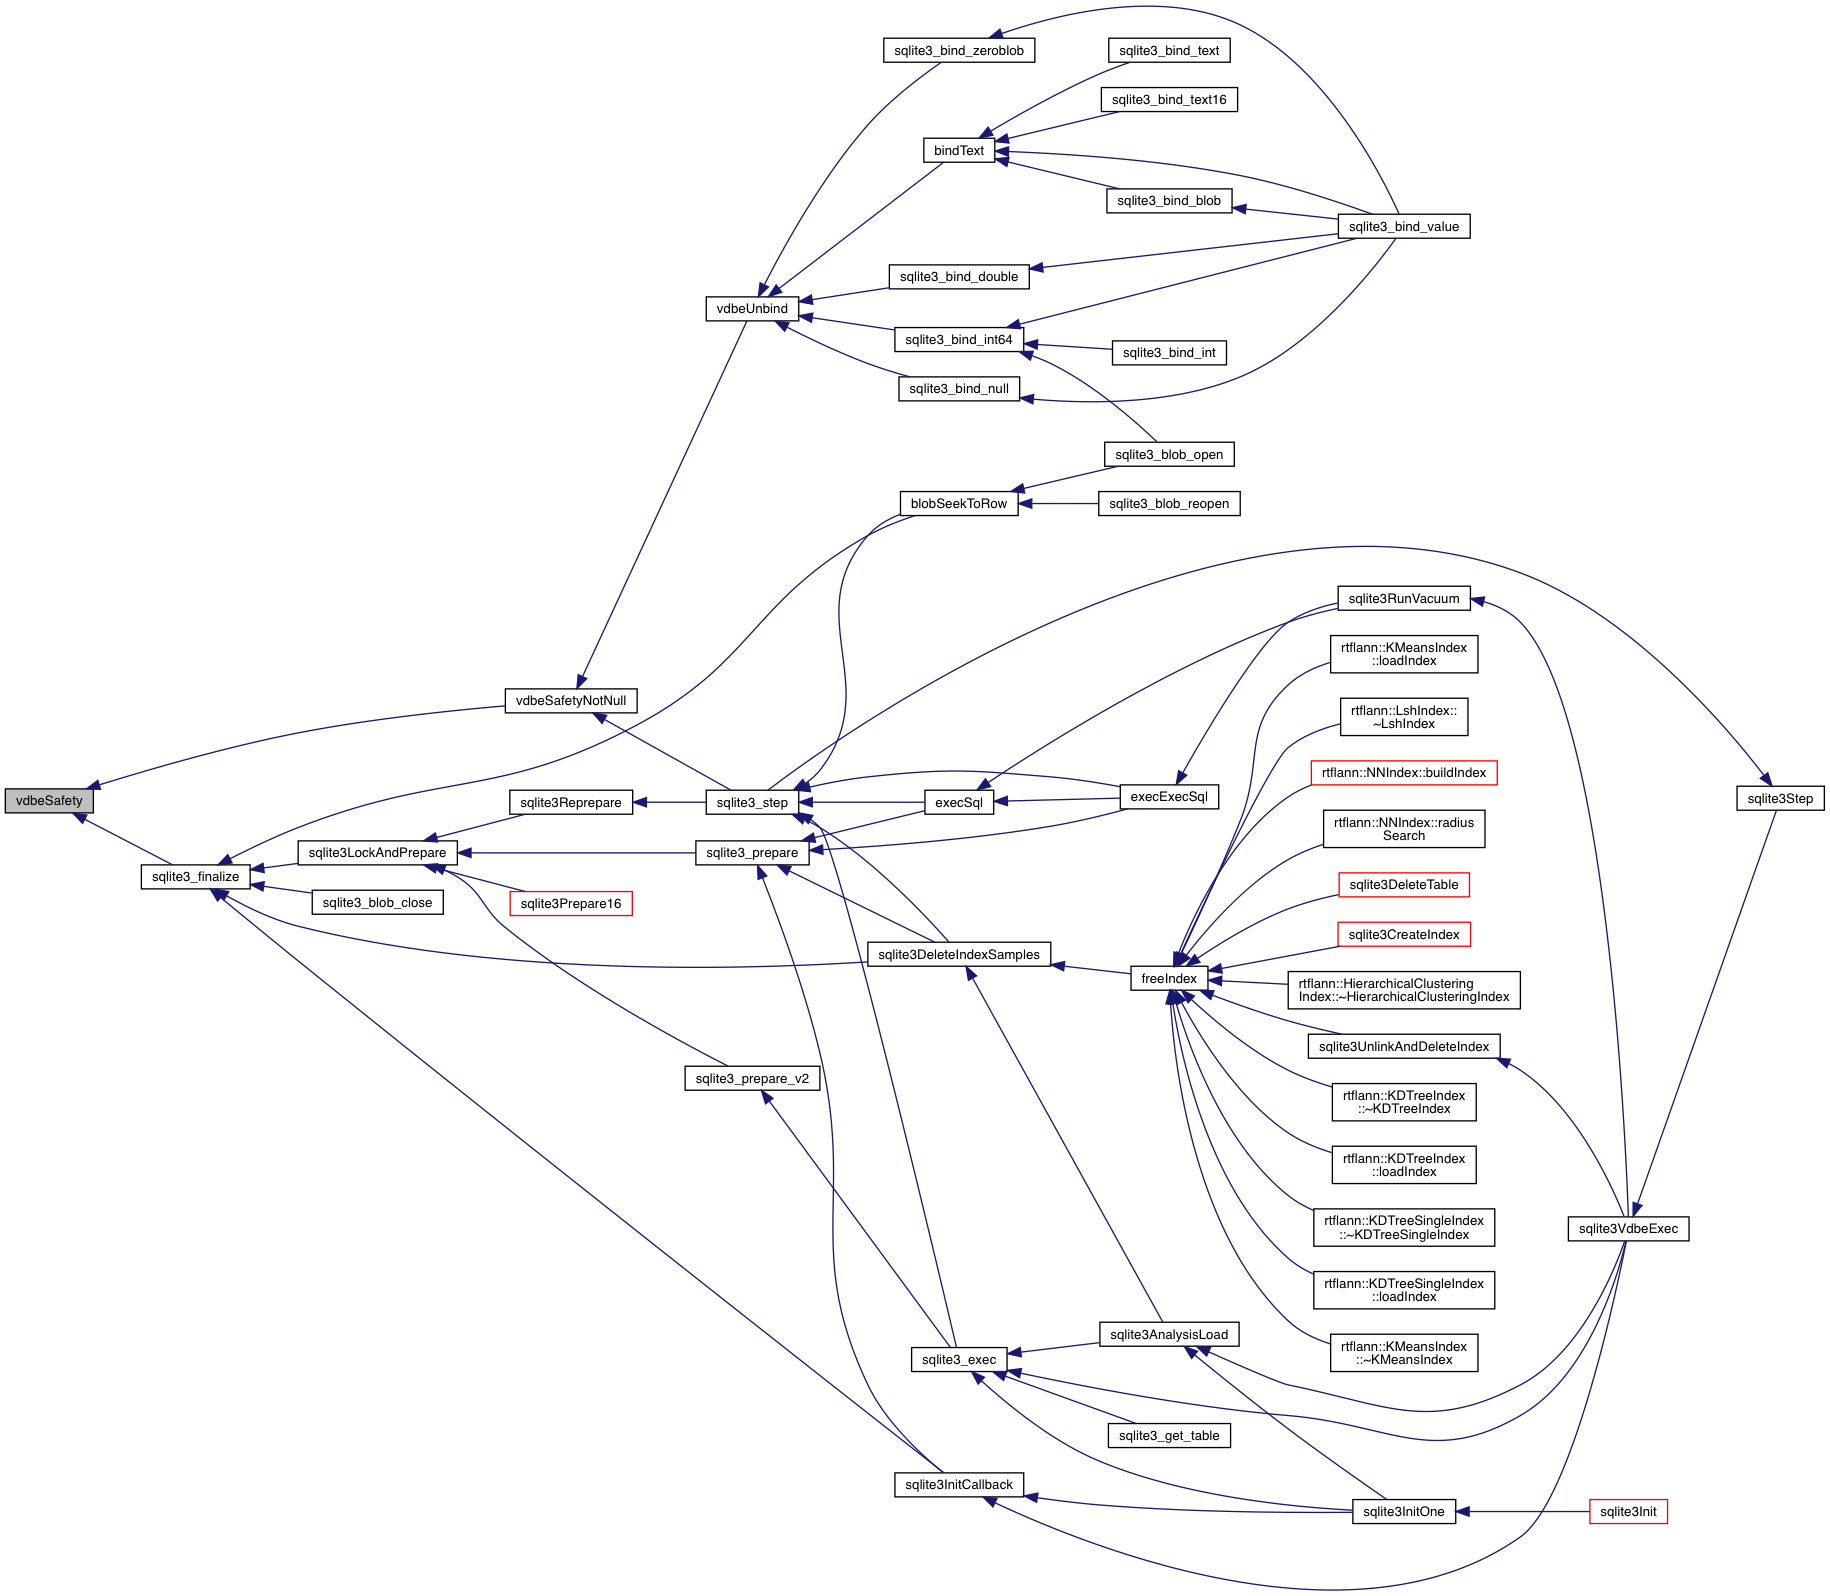 sqlite3_bind_zeroblob
sqlite3_bind_text
sqlite3_bind_text16
bindText
sqlite3_bind_blob
sqlite3_bind_value
sqlite3_bind_double
vdbeUnbind
sqlite3_bind_int64
sqlite3_bind_int
sqlite3_bind_null
sqlite3_blob_open
blobSeekToRow
sqlite3_blob_reopen
sqlite3RunVacuum
rtflann::KMeansIndex
::loadIndex
vdbeSafetyNotNull
rtflann::LshIndex::
~LshIndex
rtflann::NNIndex::buildIndex
vdbeSafety
sqlite3Reprepare
sqlite3_step
execSql
execExecSql
sqlite3Step
rtflann::NNIndex::radius
Search
sqlite3LockAndPrepare
sqlite3_prepare
sqlite3_finalize
sqlite3DeleteTable
sqlite3_blob_close
sqlite3Prepare16
sqlite3CreateIndex
sqlite3DeleteIndexSamples
freeIndex
rtflann::HierarchicalClustering
Index::~HierarchicalClusteringIndex
sqlite3UnlinkAndDeleteIndex
sqlite3_prepare_v2
rtflann::KDTreeIndex
::~KDTreeIndex
rtflann::KDTreeIndex
::loadIndex
rtflann::KDTreeSingleIndex
::~KDTreeSingleIndex
sqlite3VdbeExec
rtflann::KDTreeSingleIndex
::loadIndex
sqlite3AnalysisLoad
rtflann::KMeansIndex
::~KMeansIndex
sqlite3_exec
sqlite3_get_table
sqlite3InitCallback
sqlite3InitOne
sqlite3Init